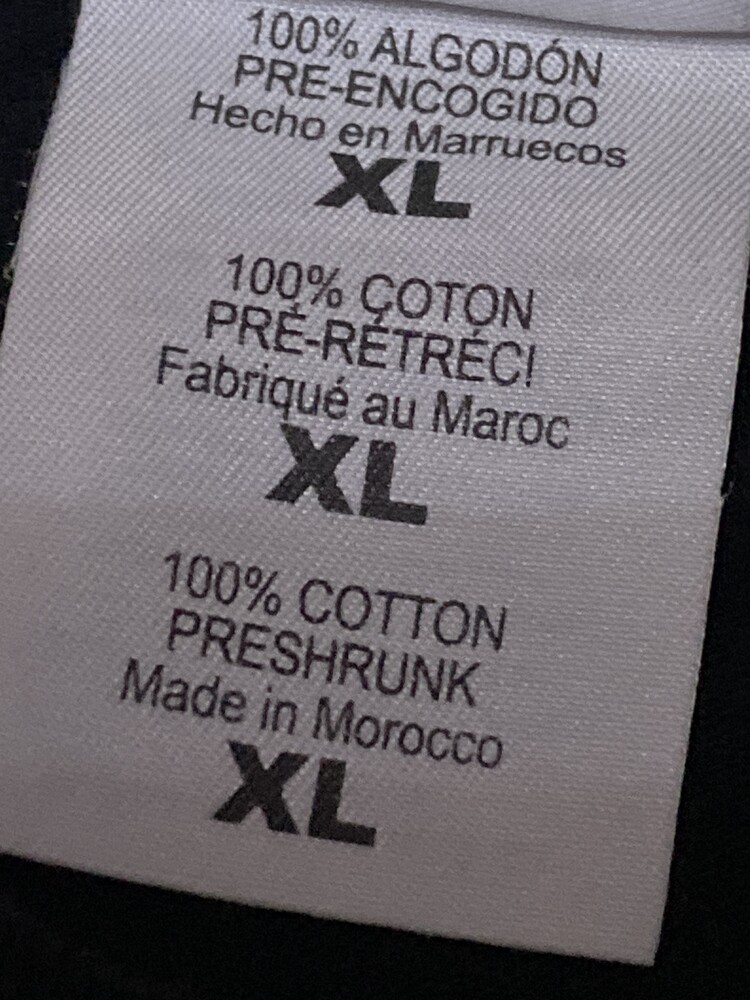 100% ALGODÓN
PRE-ENCOGIDO
Hecho en Marruecos
XL
100% COTON
PRÉ-RÉTRÉC!
Fabriqué au Maroc
XL
100% COTTON
PRESHRUNK
Made in Morocco
XL